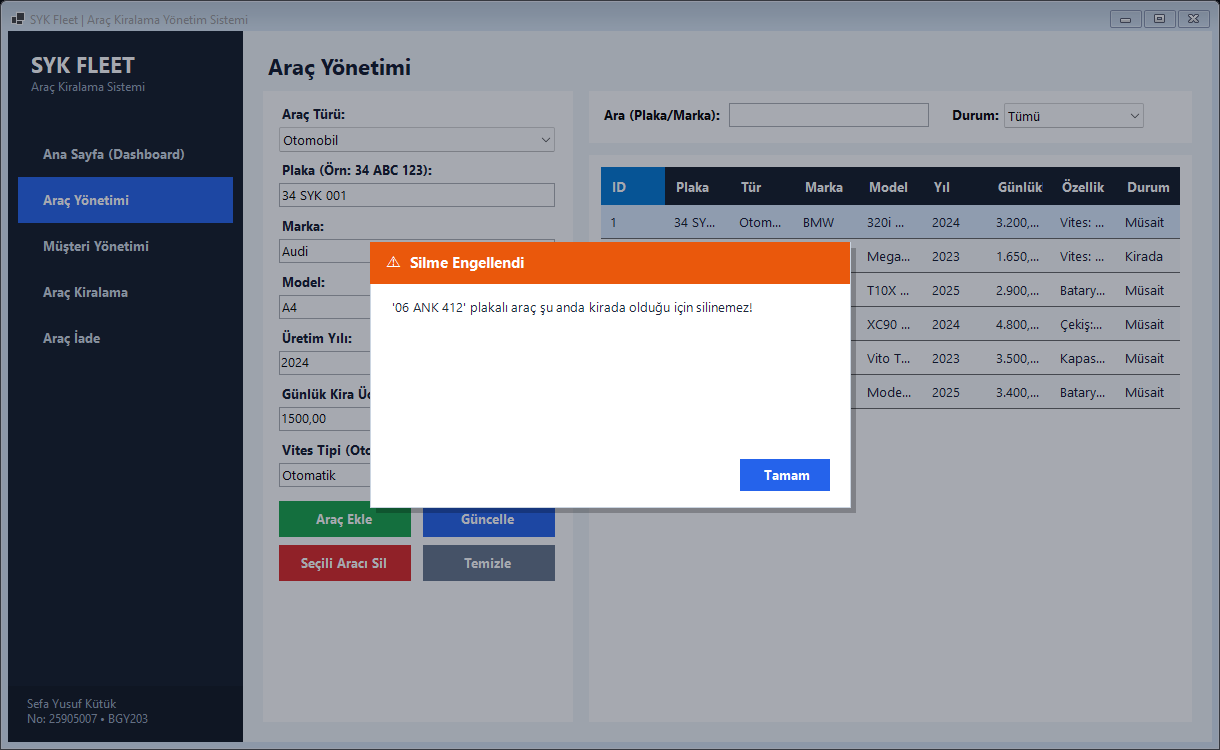 SYK Fleet | Araç Kiralama Yönetim Sistemi
SYK FLEET
Araç Kiralama Sistemi
Ana Sayfa (Dashboard)
Araç Yönetimi
Müşteri Yönetimi
Araç Kiralama
Araç İade
Sefa Yusuf Kütük
No: 25905007 • BGY203
Araç Yönetimi
Araç Türü:
Otomobil
Plaka (Örn: 34 ABC 123):
34 SYK 001
Marka:
Audi
Model:
A4
Üretim Yılı:
2024
Günlük Kira
1500,00
Vites Tipi
Otomatik
Araç Ekle Güncelle
Seçili Aracı Sil Temizle
Ara (Plaka/Marka): Durum: Tümü
ID Plaka Tür Marka Model Yıl Günlük Özellik Durum
1 34 SY... Otom... BMW 320i ... 2024 3.200,... Vites: ... Müsait
Mega... 2023 1.650,... Vites: ... Kirada
T10X ... 2025 2.900,... Batary... Müsait
XC90 ... 2024 4.800,... Çekiş:... Müsait
Vito T... 2023 3.500,... Kapas... Müsait
Mode... 2025 3.400,... Batary... Müsait
⚠ Silme Engellendi
'06 ANK 412' plakalı araç şu anda kirada olduğu için silinemez!
Tamam